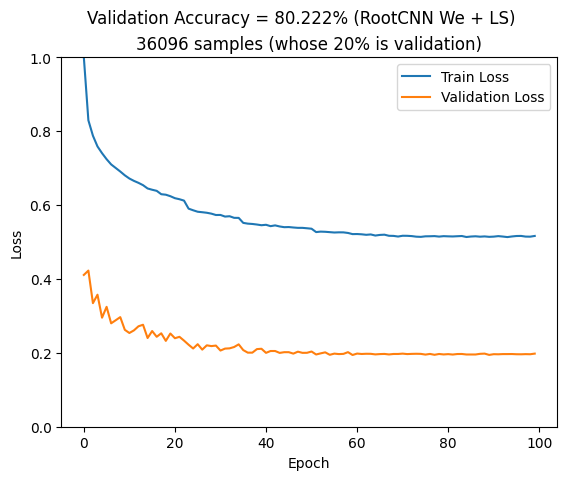 Validation Accuracy = 80.222% (RootCNN We + LS)
36096 samples (whose 20% is validation)
1.0
0.8
0.6
0.4
0.2
0.0
Loss
Train Loss
Validation Loss
0
20
40
60
80
100
Epoch